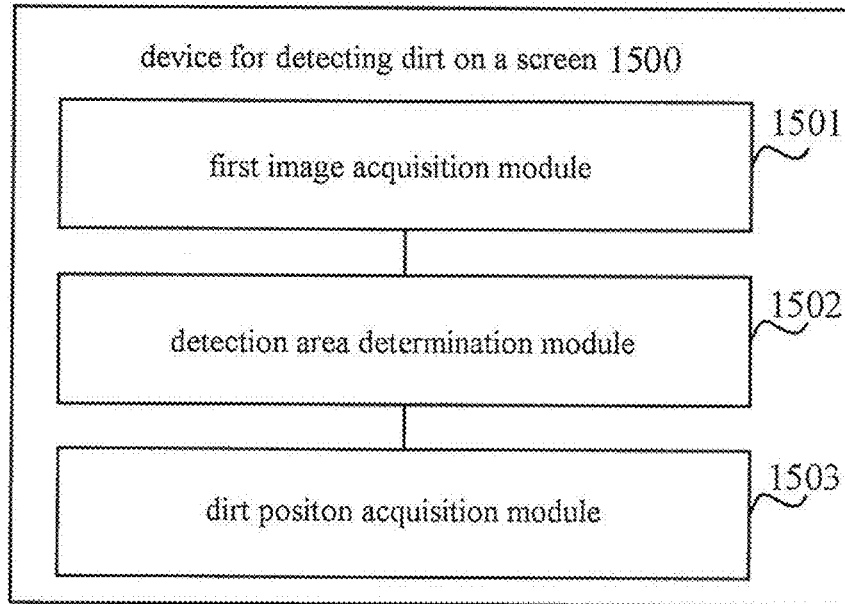 device for detecting dirt on a screen 1500
1501
first image acquisition module
1502
detection area determination module
1503
dirt positon acquisition module